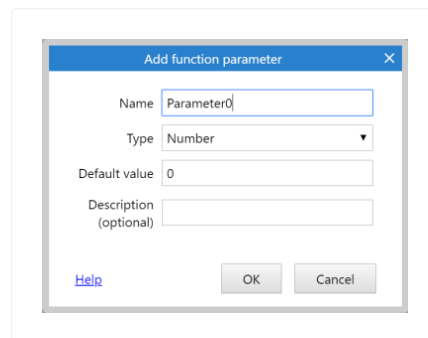 Add function parameter
Name Parameter0
Type Number
Default value 0
Description
(optional)
Help OK Cancel